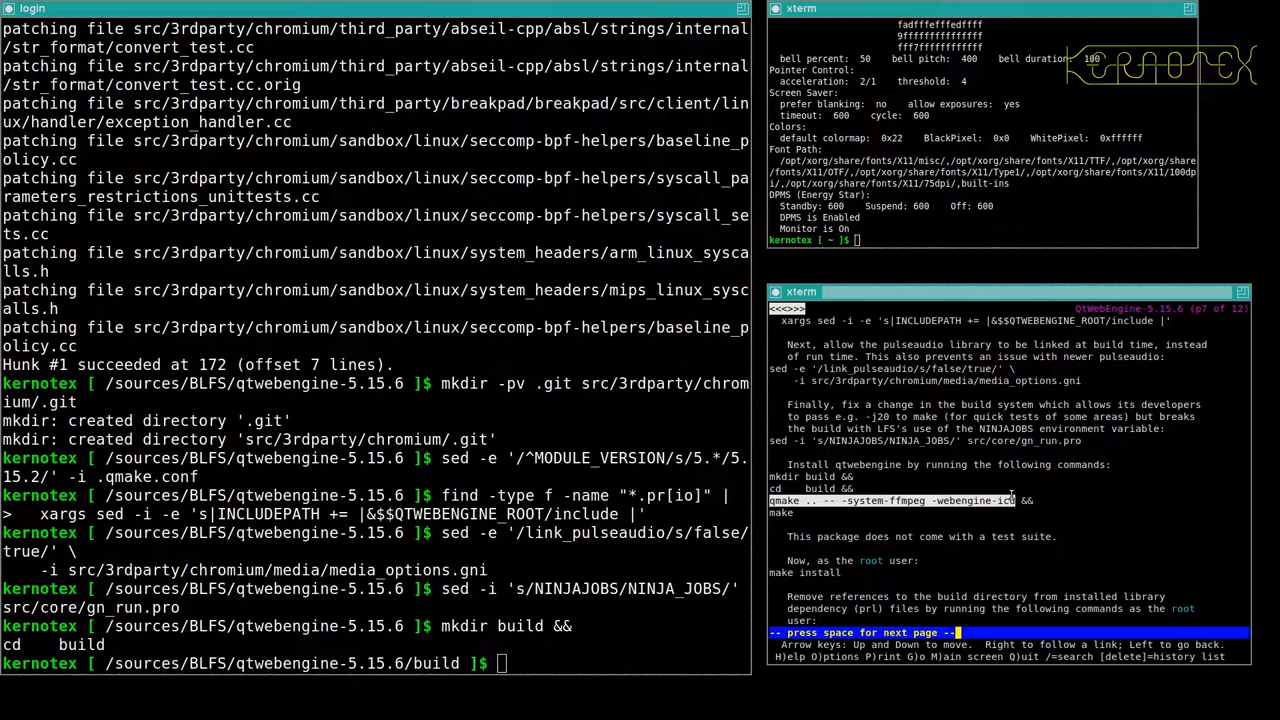 login
patching file src/3rdparty/chromium/third_party/abseil-cpp/absl/strings/internal
/str_format/convert_test.cc
patching file src/3rdparty/chromium/third_party/abseil-cpp/absl/strings/internal
/str_format/convert_test.cc.orig
patching file src/3rdparty/chromium/third_party/breakpad/breakpad/src/client/lin
ux/handler/exception_handler.cc
patching file src/3rdparty/chromium/sandbox/linux/seccomp-bpf-helpers/baseline_p
olicy.cc
patching file src/3rdparty/chromium/sandbox/linux/seccomp-bpf-helpers/syscall_pa
rameters_restrictions_unittests.cc
patching file src/3rdparty/chromium/sandbox/linux/seccomp-bpf-helpers/syscall_se
ts.cc
patching file src/3rdparty/chromium/sandbox/linux/system_headers/arm_linux_sysca
lls.h
patching file src/3rdparty/chromium/sandbox/linux/system_headers/mips_linux_sysc
alls.h
patching file src/3rdparty/chromium/sandbox/linux/seccomp-bpf-helpers/baseline_p
olicy.cc
Hunk #1 succeeded at 172 (offset 7 lines).
kernotex [ /sources/BLFS/qtwebengine-5.15.6 ]$ mkdir -pv .git src/3rdparty/chrom
ium/.git
mkdir: created directory '.git'
mkdir: created directory 'src/3rdparty/chromium/.git'
kernotex [ /sources/BLFS/qtwebengine-5.15.6 ]$ sed -e '/^MODULE_VERSION/s/5.*/5.
15.2/' -i .qmake.conf
kernotex [ /sources/BLFS/qtwebengine-5.15.6 ]$ find -type f -name "*.pr[io]" |
>   xargs sed -i -e 's|INCLUDEPATH += |&$$QTWEBENGINE_ROOT/include |'
kernotex [ /sources/BLFS/qtwebengine-5.15.6 ]$ sed -e '/link_pulseaudio/s/false/
true/' \
    -i src/3rdparty/chromium/media/media_options.gni
kernotex [ /sources/BLFS/qtwebengine-5.15.6 ]$ sed -i 's/NINJAJOBS/NINJA_JOBS/'
src/core/gn_run.pro
kernotex [ /sources/BLFS/qtwebengine-5.15.6 ]$ mkdir build &&
cd    build
kernotex [ /sources/BLFS/qtwebengine-5.15.6/build ]$
xterm
fadfffefffedffff
9fffffffffffffff
fff7ffffffffffff
bell percent:  50    bell pitch:  400    bell duration:  100
Pointer Control:
acceleration:  2/1    threshold:  4
Screen Saver:
prefer blanking:  no    allow exposures:  yes
timeout:  600    cycle:  600
Colors:
default colormap:  0x22    BlackPixel:  0x0    WhitePixel:  0xffffff
Font Path:
/opt/xorg/share/fonts/X11/misc/,/opt/xorg/share/fonts/X11/TTF/,/opt/xorg/share
/fonts/X11/OTF/,/opt/xorg/share/fonts/X11/Type1/,/opt/xorg/share/fonts/X11/100dp
i/,/opt/xorg/share/fonts/X11/75dpi/,built-ins
DPMS (Energy Star):
Standby: 600    Suspend: 600    Off: 600
DPMS is Enabled
Monitor is On
kernotex [ ~ ]$
xterm
<<<>>> QtWebEngine-5.15.6 (p7 of 12)
xargs sed -i -e 's|INCLUDEPATH += |&$$QTWEBENGINE_ROOT/include |'
Next, allow the pulseaudio library to be linked at build time, instead
of run time. This also prevents an issue with newer pulseaudio:
sed -e '/link_pulseaudio/s/false/true/' \
    -i src/3rdparty/chromium/media/media_options.gni
Finally, fix a change in the build system which allows its developers
to pass e.g. -j20 to make (for quick tests of some areas) but breaks
the build with LFS's use of the NINJAJOBS environment variable:
sed -i 's/NINJAJOBS/NINJA_JOBS/' src/core/gn_run.pro
Install qtwebengine by running the following commands:
mkdir build &&
cd    build &&
qmake .. -- -system-ffmpeg -webengine-icu &&
make
This package does not come with a test suite.
Now, as the root user:
make install
Remove references to the build directory from installed library
dependency (prl) files by running the following commands as the root
user:
-- press space for next page --
Arrow keys: Up and Down to move.  Right to follow a link; Left to go back.
H)elp O)ptions P)rint G)o M)ain screen Q)uit /=search [delete]=history list